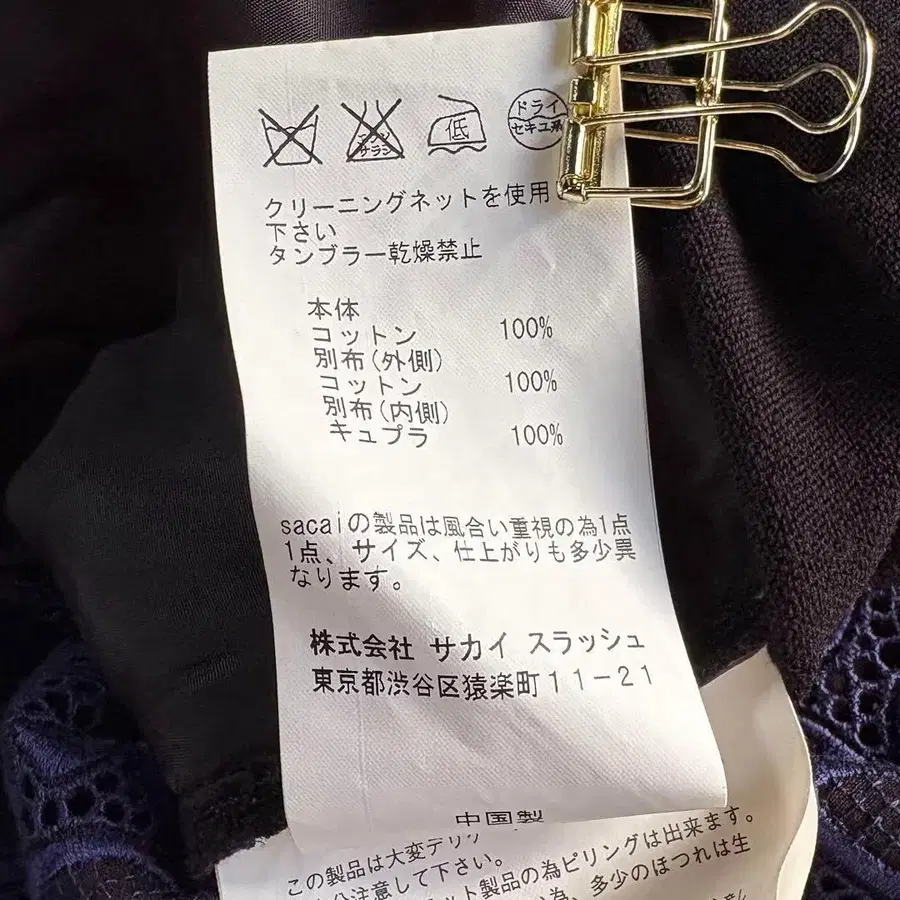 低
ドライ
セキユ系
クリーニングネットを使用
下さい
タンブラー乾燥禁止
本体
コットン 100%
別布(外側)
コットン 100%
別布(内側)
キュプラ 100%
sacaiの製品は風合い重視の為1点
1点、サイズ、仕上がりも多少異
なります。
株式会社 サカイ スラッシュ
東京都渋谷区猿楽町11-21
中国製
この製品は大変デリケ
注意して下さい。
ット製品の為ピリングは出来ます。
為、多少のほつれは生